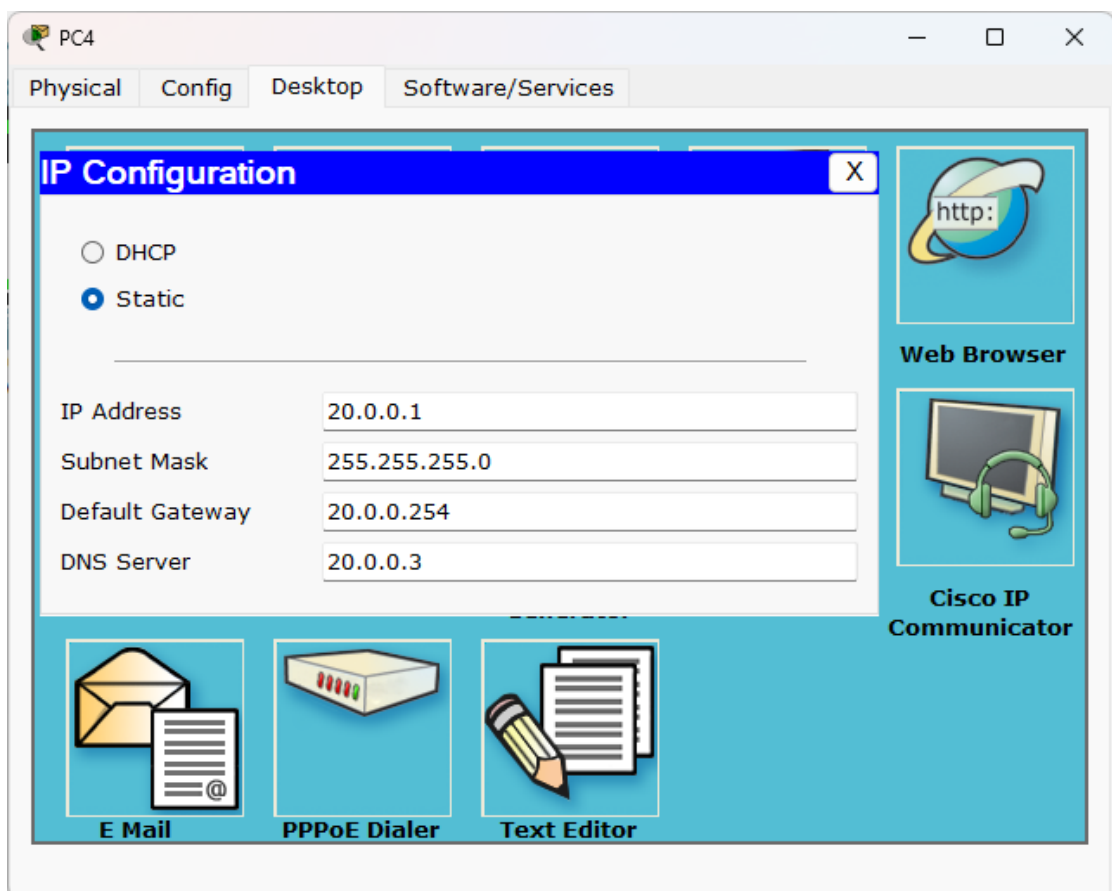 PC4
Physical Config Desktop Software/Services
IP Configuration X
DHCP
Static
IP Address 20.0.0.1
Subnet Mask 255.255.255.0
Default Gateway 20.0.0.254
DNS Server 20.0.0.3
http:
Web Browser
Cisco IP
Communicator
@
E Mail PPPoE Dialer Text Editor